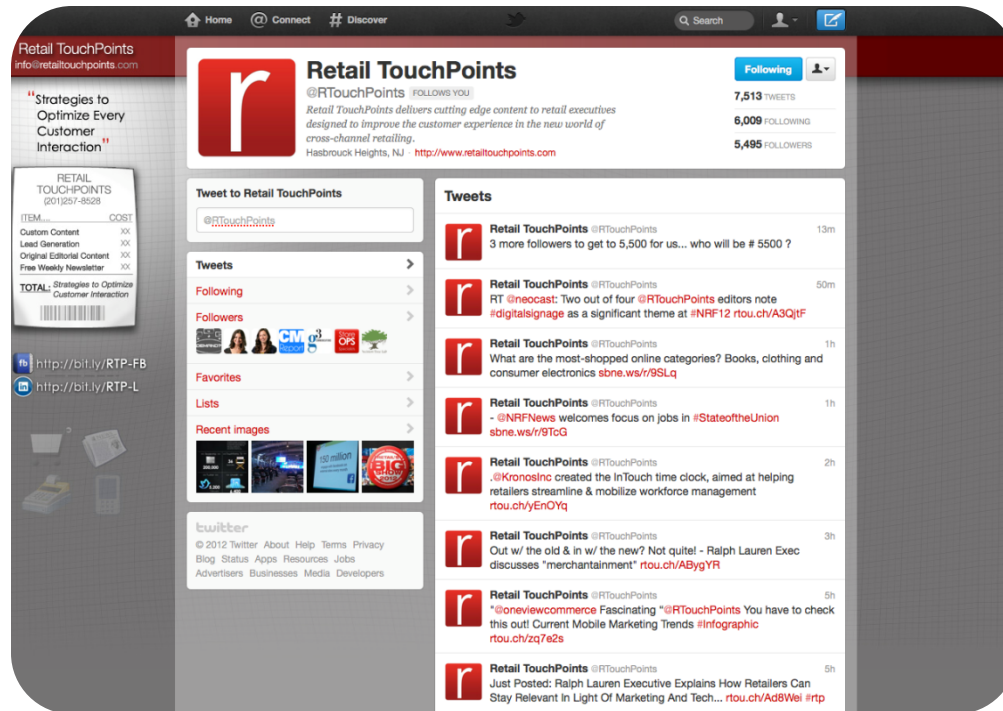 Home
Connect
Discover
Search
Retail TouchPoints
info@retailtouchpoints.com
"Strategies to
Optimize Every
Customer
Interaction"
RETAIL
TOUCHPOINTS
(201)257-8528
ITEM.... COST
Custom Content XX
Lead Generation XX
Original Editorial Content XX
Free Weekly Newsletter XX
TOTAL: Strategies to Optimize
Customer Interaction
fb http://bit.ly/RTP-FB
in http://bit.ly/RTP-L
r
Retail TouchPoints
@RTouchPoints FOLLOWS YOU
Retail TouchPoints delivers cutting edge content to retail executives
designed to improve the customer experience in the new world of
cross-channel retailing.
Hasbrouck Heights, NJ · http://www.retailtouchpoints.com
Following
7,513 TWEETS
6,009 FOLLOWING
5,495 FOLLOWERS
Tweet to Retail TouchPoints
@RTouchPoints
Tweets
Following
Followers
CM
Report
g3
Store
OPS
Favorites
Lists
Recent images
150 million
BIG
twitter
© 2012 Twitter About Help Terms Privacy
Blog Status Apps Resources Jobs
Advertisers Businesses Media Developers
Tweets
Retail TouchPoints @RTouchPoints 13m
3 more followers to get to 5,500 for us... who will be # 5500 ?
Retail TouchPoints @RTouchPoints 50m
RT @neocast: Two out of four @RTouchPoints editors note
#digitalsignage as a significant theme at #NRF12 rtou.ch/A3QjtF
Retail TouchPoints @RTouchPoints 1h
What are the most-shopped online categories? Books, clothing and
consumer electronics sbne.ws/r/9SLq
Retail TouchPoints @RTouchPoints 1h
- @NRFNews welcomes focus on jobs in #StateoftheUnion
sbne.ws/r/9TcG
Retail TouchPoints @RTouchPoints 2h
.@KronosInc created the InTouch time clock, aimed at helping
retailers streamline & mobilize workforce management
rtou.ch/yEnOYq
Retail TouchPoints @RTouchPoints 3h
Out w/ the old & in w/ the new? Not quite! - Ralph Lauren Exec
discusses "merchantainment" rtou.ch/ABygYR
Retail TouchPoints @RTouchPoints 5h
"@oneviewcommerce Fascinating "@RTouchPoints You have to check
this out! Current Mobile Marketing Trends #Infographic
rtou.ch/zq7e2s
Retail TouchPoints @RTouchPoints 5h
Just Posted: Ralph Lauren Executive Explains How Retailers Can
Stay Relevant In Light Of Marketing And Tech... rtou.ch/Ad8Wei #rtp